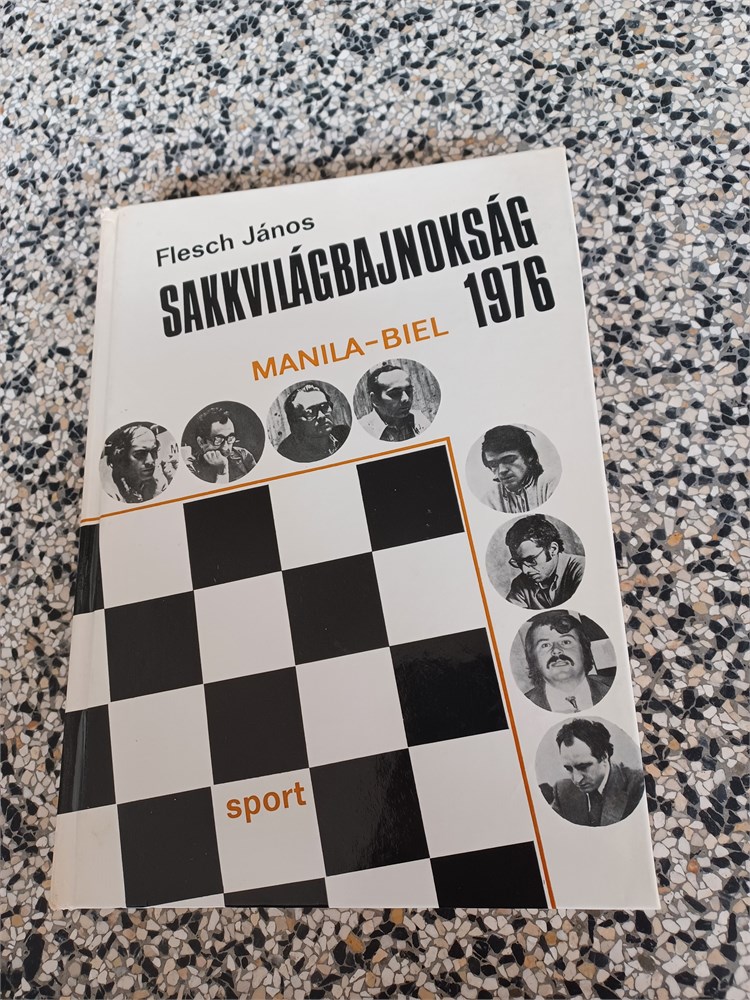 Flesch János
SAKKVILÁGBAJNOKSÁG
1976
MANILA-BIEL
sport